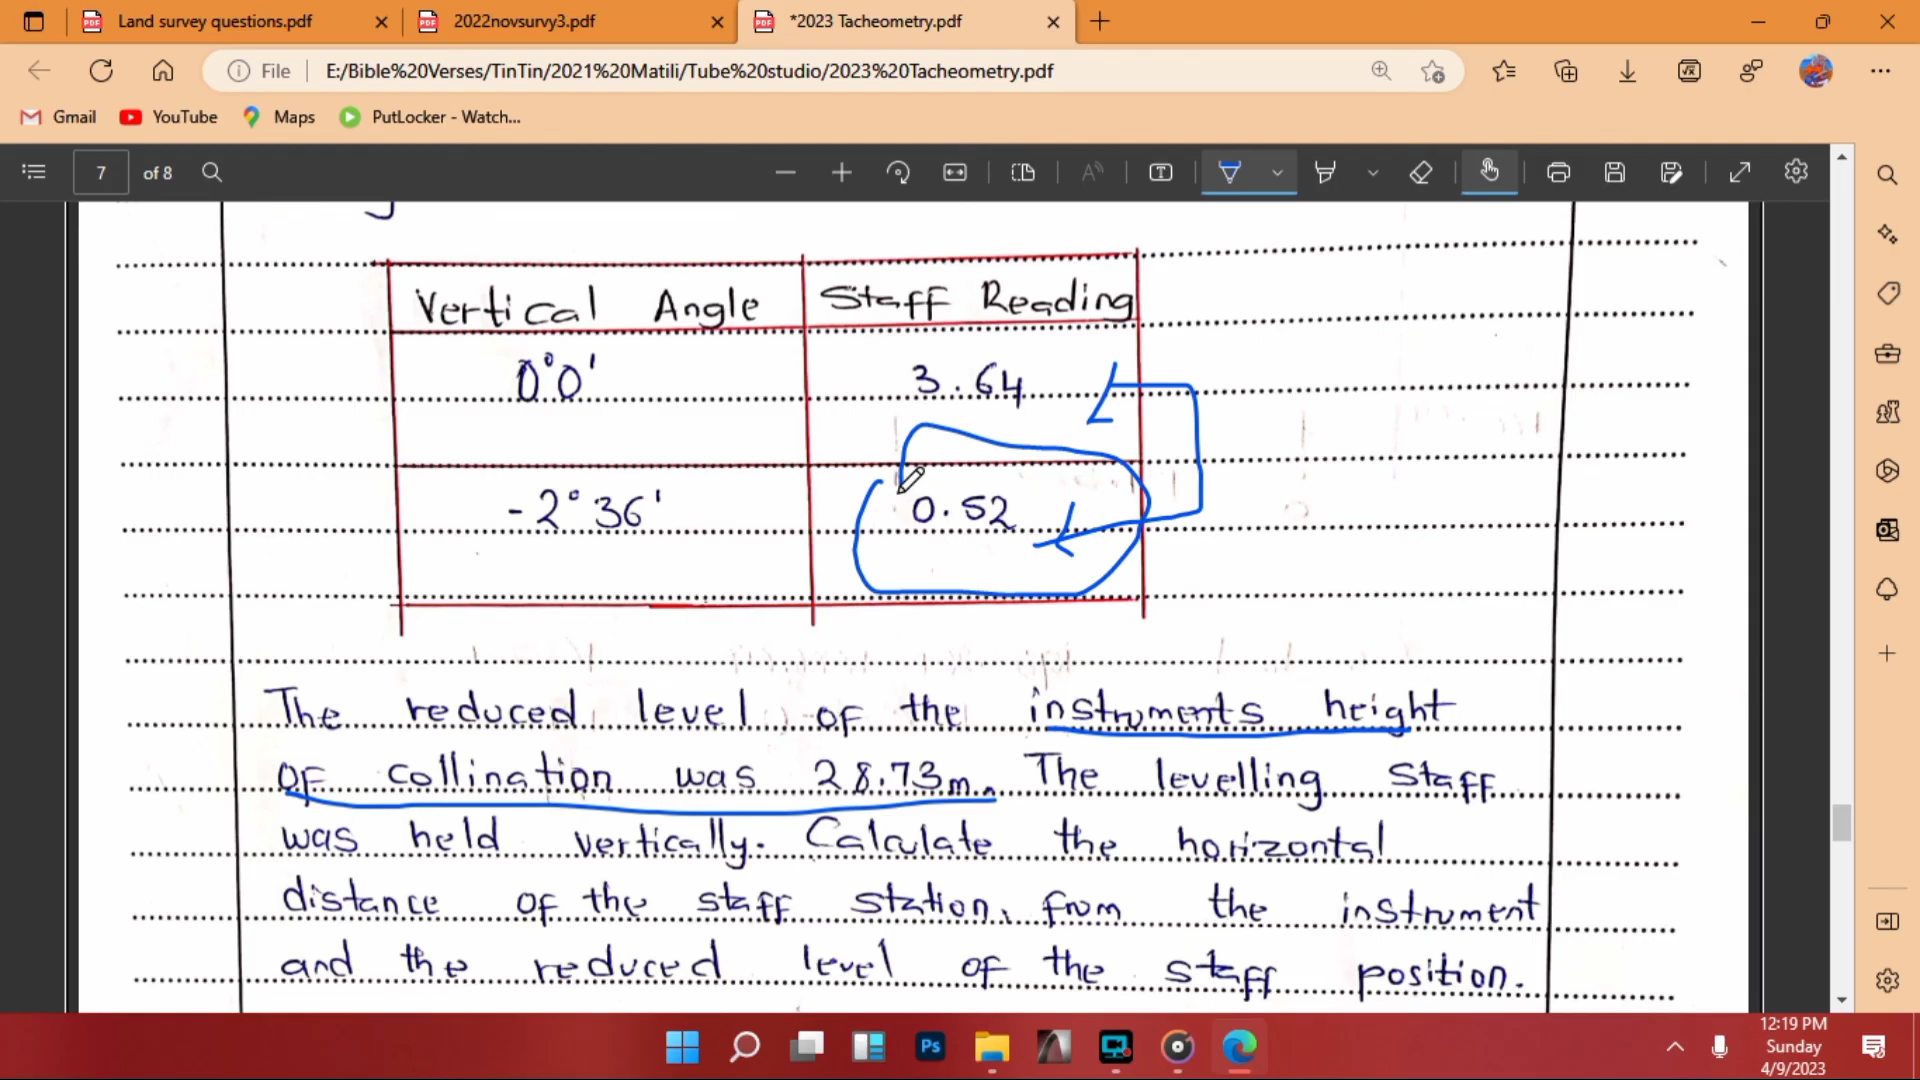 Land survey questions.pdf
2022novsurvy3.pdf
*2023 Tacheometry.pdf
File
E:/Bible%20Verses/TinTin/2021%20Matili/Tube%20studio/2023%20Tacheometry.pdf
Gmail
YouTube
Maps
PutLocker - Watch...
7
of 8
Vertical Angle
Staff Reading
0°0'
3.64
-2°36'
0.52
The reduced level of the instruments height
of collination was 28.73m. The levelling staff
was held vertically. Calculate the horizontal
distance of the staff station, from the instrument
and the reduced level of the staff position.
Ps
12:19 PM
Sunday
4/9/2023